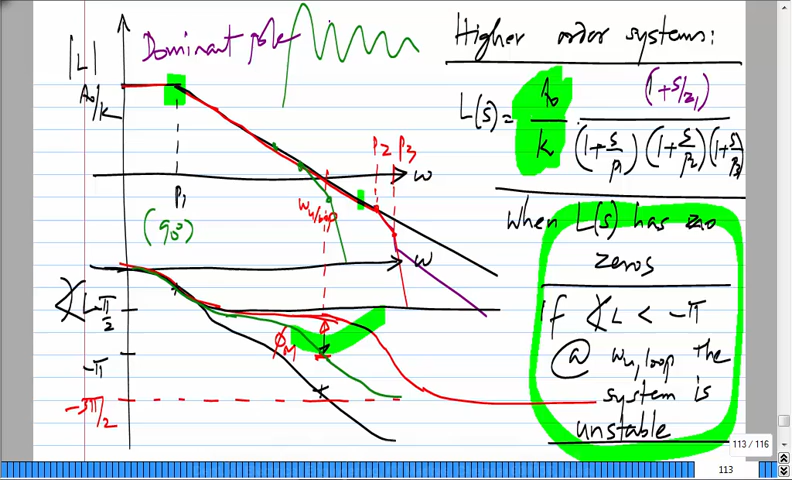 Dominant pole
Higher order systems:
|L|
A0/k
L(s) = A0/k (1+s/z1) / (1+s/p1)(1+s/p2)(1+s/p3)
p2 p3
ω
p1
(90°)
ωu,loop
When L(s) has no
zeros
ω
∠L
-π/2
if ∠L < -π
ϕM
@ ωu,loop the
-π
system is
-3π/2
unstable
113 / 116
113